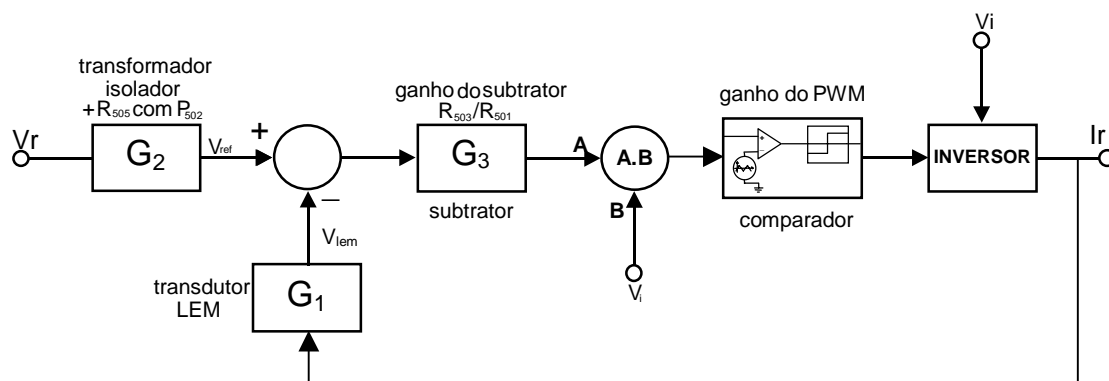 transformador
isolador
+R505 com P502
Vr
G2
Vref
+
−
Vlem
transdutor
LEM
G1
ganho do subtrator
R503/R501
G3
subtrator
A
A.B
B
Vi
ganho do PWM
comparador
Vi
INVERSOR
Ir